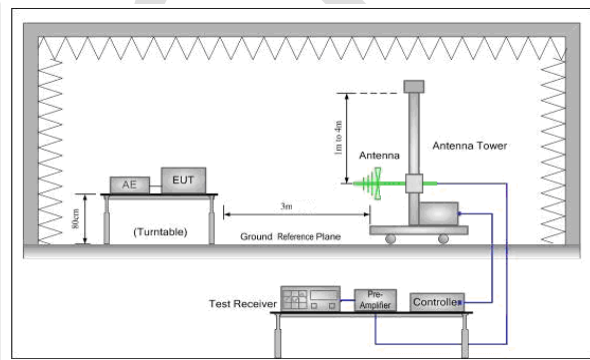 1m to 4m
Antenna
Antenna Tower
AE
EUT
80cm
(Turntable)
3m
Ground Reference Plane
Test Receiver
Pre-
Amplifier
Controller